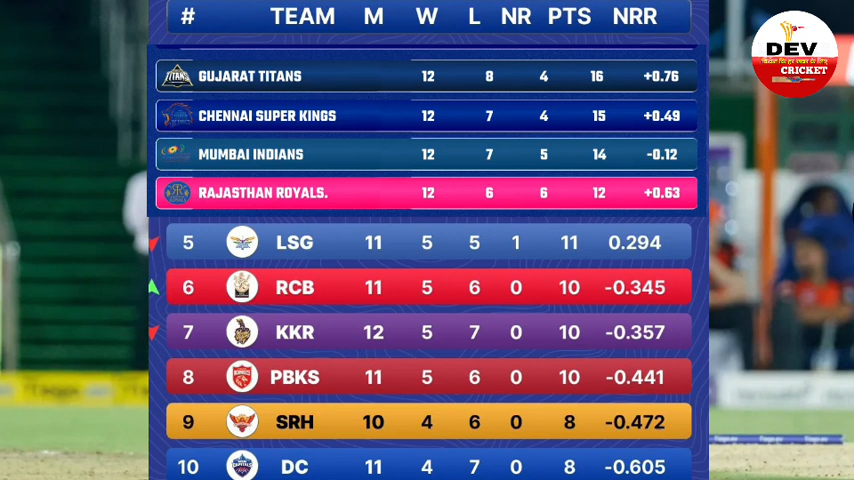 # TEAM M W L NR PTS NRR
GUJARAT TITANS 12 8 4 16 +0.76
CHENNAI SUPER KINGS 12 7 4 15 +0.49
MUMBAI INDIANS 12 7 5 14 -0.12
RAJASTHAN ROYALS. 12 6 6 12 +0.63
5 LSG 11 5 5 1 11 0.294
6 RCB 11 5 6 0 10 -0.345
7 KKR 12 5 7 0 10 -0.357
8 PBKS 11 5 6 0 10 -0.441
9 SRH 10 4 6 0 8 -0.472
10 DC 11 4 7 0 8 -0.605
DEV
CRICKET
TITANS